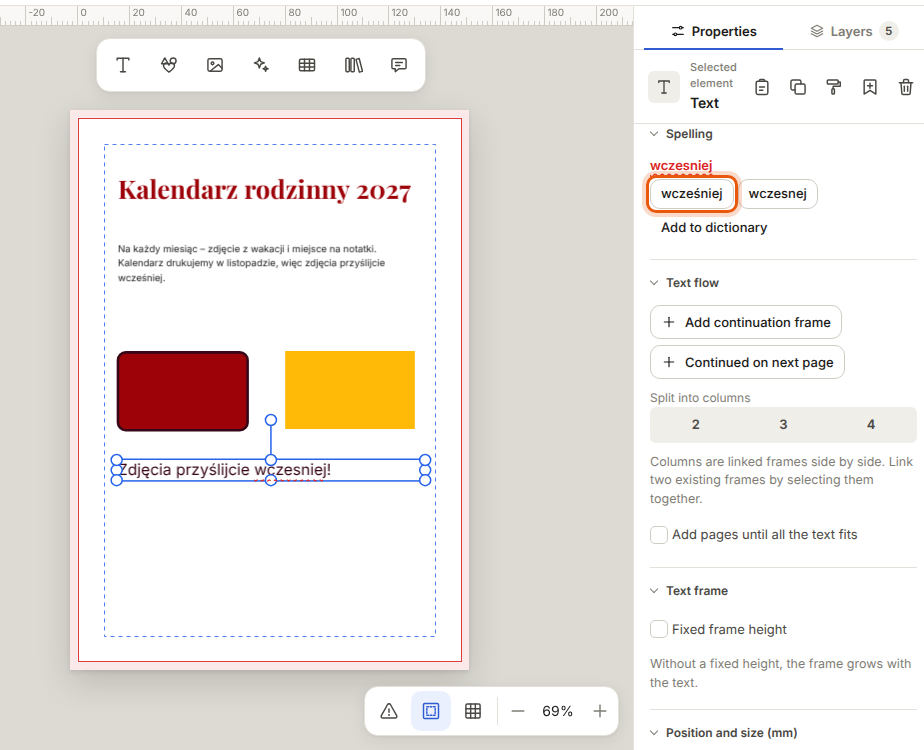 -20 0 20 40 60 80 100 120 140 160 180 200
Properties
Layers 5
Selected
element
Text
Spelling
wczesniej
wcześniej
wczesnej
Add to dictionary
Text flow
Add continuation frame
Continued on next page
Split into columns
2 3 4
Columns are linked frames side by side. Link
two existing frames by selecting them
together.
Add pages until all the text fits
Text frame
Fixed frame height
Without a fixed height, the frame grows with
the text.
Position and size (mm)
Kalendarz rodzinny 2027
Na każdy miesiąc – zdjęcie z wakacji i miejsce na notatki.
Kalendarz drukujemy w listopadzie, więc zdjęcia przyślijcie
wcześniej.
Zdjęcia przyślijcie wczesniej!
69%